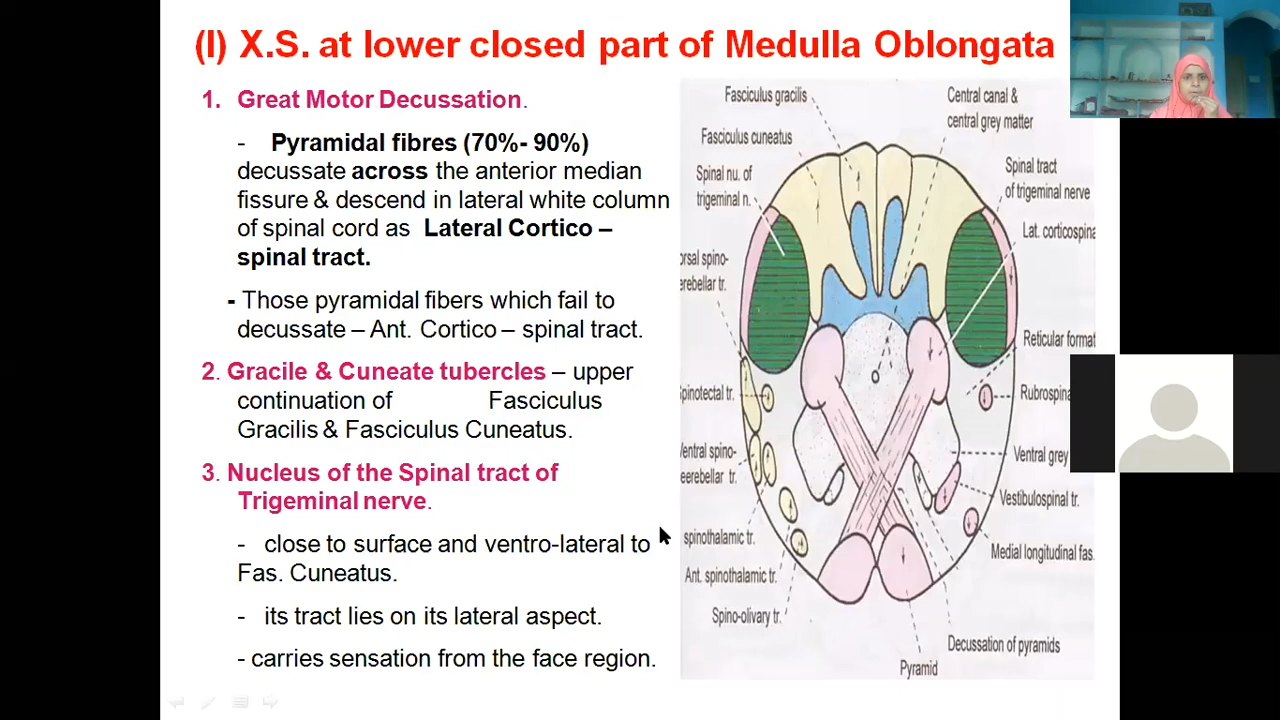 (I) X.S. at lower closed part of Medulla Oblongata
1. Great Motor Decussation.
- Pyramidal fibres (70%- 90%)
decussate across the anterior median
fissure & descend in lateral white column
of spinal cord as Lateral Cortico –
spinal tract.
- Those pyramidal fibers which fail to
decussate – Ant. Cortico – spinal tract.
2. Gracile & Cuneate tubercles – upper
continuation of Fasciculus
Gracilis & Fasciculus Cuneatus.
3. Nucleus of the Spinal tract of
Trigeminal nerve.
- close to surface and ventro-lateral to
Fas. Cuneatus.
- its tract lies on its lateral aspect.
- carries sensation from the face region.
Fasciculus gracilis
Fasciculus cuneatus
Spinal nu. of
trigeminal n.
orsal spino-
erebellar tr.
Spinotectal tr.
Ventral spino-
eerebellar tr.
spinothalamic tr.
Ant. spinothalamic tr.
Spino-olivary tr.
Central canal &
central grey matter
Spinal tract
of trigeminal nerve
Lat. corticospina
Reticular format
Rubrospina
Ventral grey
Vestibulospinal tr.
Medial longitudinal fas.
Decussation of pyramids
Pyramid